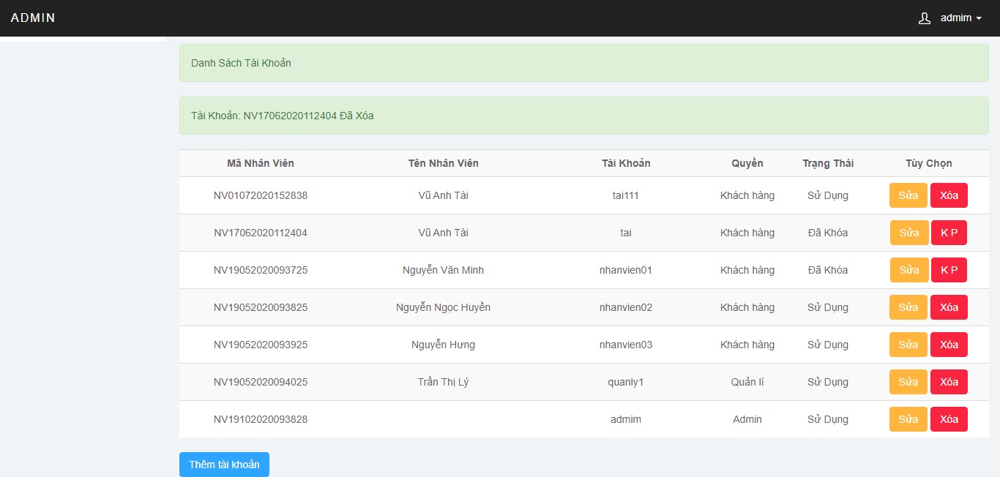 ADMIN admim
Danh Sách Tài Khoản
Tài Khoản: NV17062020112404 Đã Xóa
Mã Nhân Viên Tên Nhân Viên Tài Khoản Quyền Trạng Thái Tùy Chọn
NV01072020152838 Vũ Anh Tài tai111 Khách hàng Sử Dụng Sửa Xóa
NV17062020112404 Vũ Anh Tài tai Khách hàng Đã Khóa Sửa K P
NV19052020093725 Nguyễn Văn Minh nhanvien01 Khách hàng Đã Khóa Sửa K P
NV19052020093825 Nguyễn Ngọc Huyền nhanvien02 Khách hàng Sử Dụng Sửa Xóa
NV19052020093925 Nguyễn Hưng nhanvien03 Khách hàng Sử Dụng Sửa Xóa
NV19052020094025 Trần Thị Lý quanly1 Quản lí Sử Dụng Sửa Xóa
NV19102020093828 admim Admin Sử Dụng Sửa Xóa
Thêm tài khoản